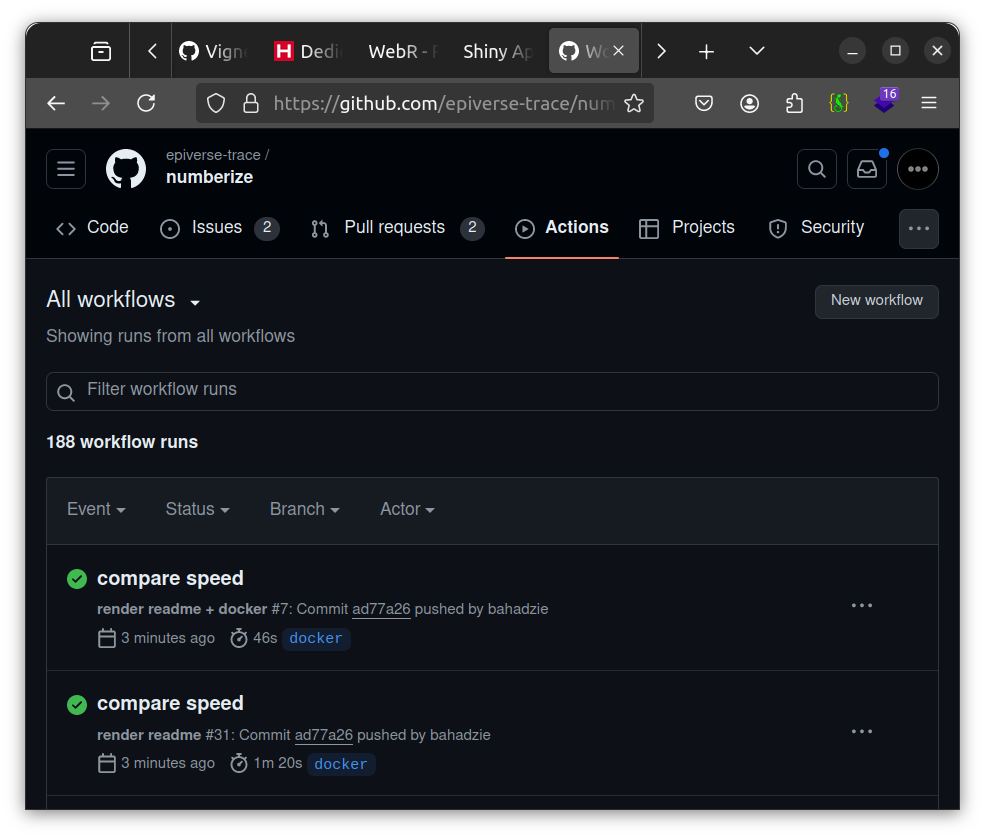 Vign
H Dedi
WebR -
Shiny Ap
Wo
https://github.com/epiverse-trace/num
16
epiverse-trace /
numberize
Code
Issues 2
Pull requests 2
Actions
Projects
Security
All workflows
New workflow
Showing runs from all workflows
Filter workflow runs
188 workflow runs
Event
Status
Branch
Actor
compare speed
render readme + docker #7: Commit ad77a26 pushed by bahadzie
3 minutes ago 46s docker
compare speed
render readme #31: Commit ad77a26 pushed by bahadzie
3 minutes ago 1m 20s docker